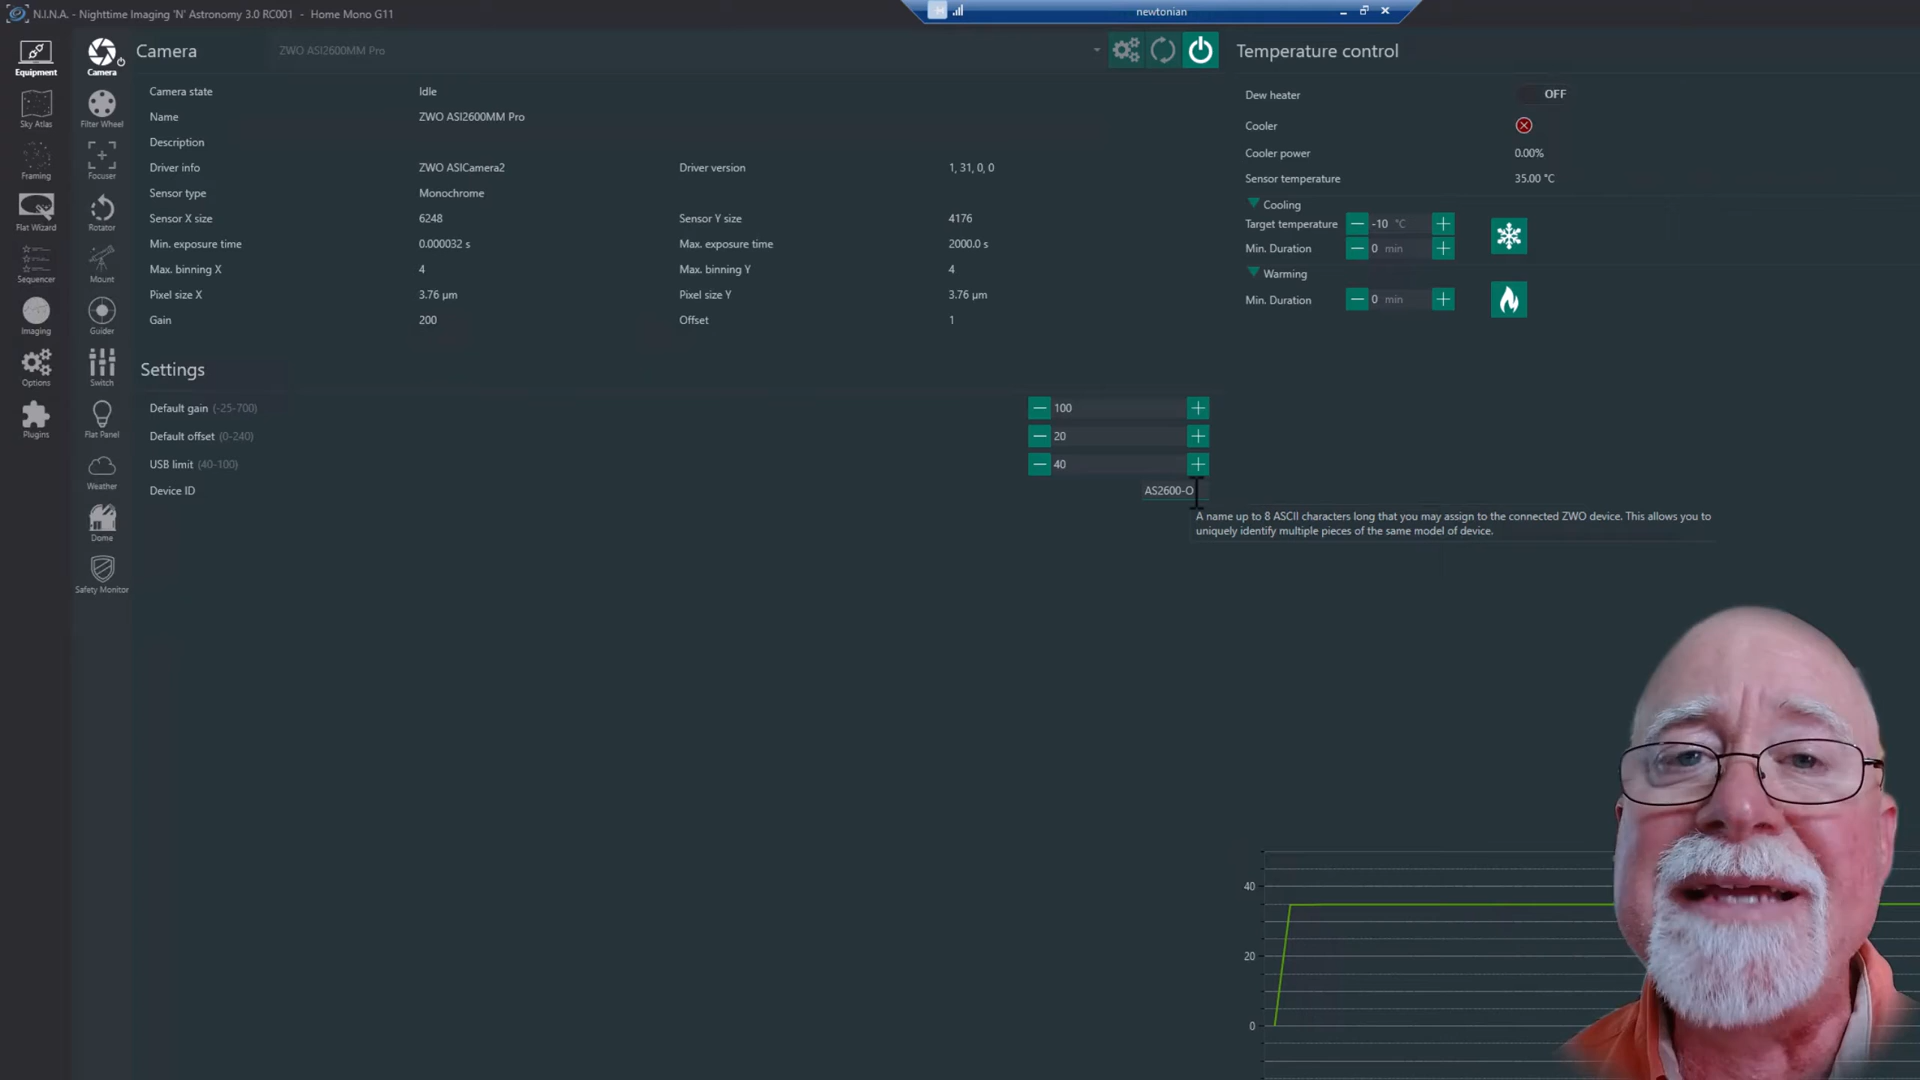 N.I.N.A. - Nighttime Imaging 'N' Astronomy 3.0 RC001 - Home Mono G11
newtonian
Equipment
Sky Atlas
Framing
Flat Wizard
Sequencer
Imaging
Options
Plugins
Camera
Filter Wheel
Focuser
Rotator
Mount
Guider
Switch
Flat Panel
Weather
Dome
Safety Monitor
Camera ZWO ASI2600MM Pro
Camera state Idle
Name ZWO ASI2600MM Pro
Description
Driver info ZWO ASICamera2 Driver version 1, 31, 0, 0
Sensor type Monochrome
Sensor X size 6248 Sensor Y size 4176
Min. exposure time 0.000032 s Max. exposure time 2000.0 s
Max. binning X 4 Max. binning Y 4
Pixel size X 3.76 µm Pixel size Y 3.76 µm
Gain 200 Offset 1
Settings
Default gain (-25-700) 100
Default offset (0-240) 20
USB limit (40-100) 40
Device ID AS2600-O
A name up to 8 ASCII characters long that you may assign to the connected ZWO device. This allows you to
uniquely identify multiple pieces of the same model of device.
Temperature control
Dew heater OFF
Cooler
Cooler power 0.00%
Sensor temperature 35.00 °C
Cooling
Target temperature -10 °C
Min. Duration 0 min
Warming
Min. Duration 0 min
40
20
0